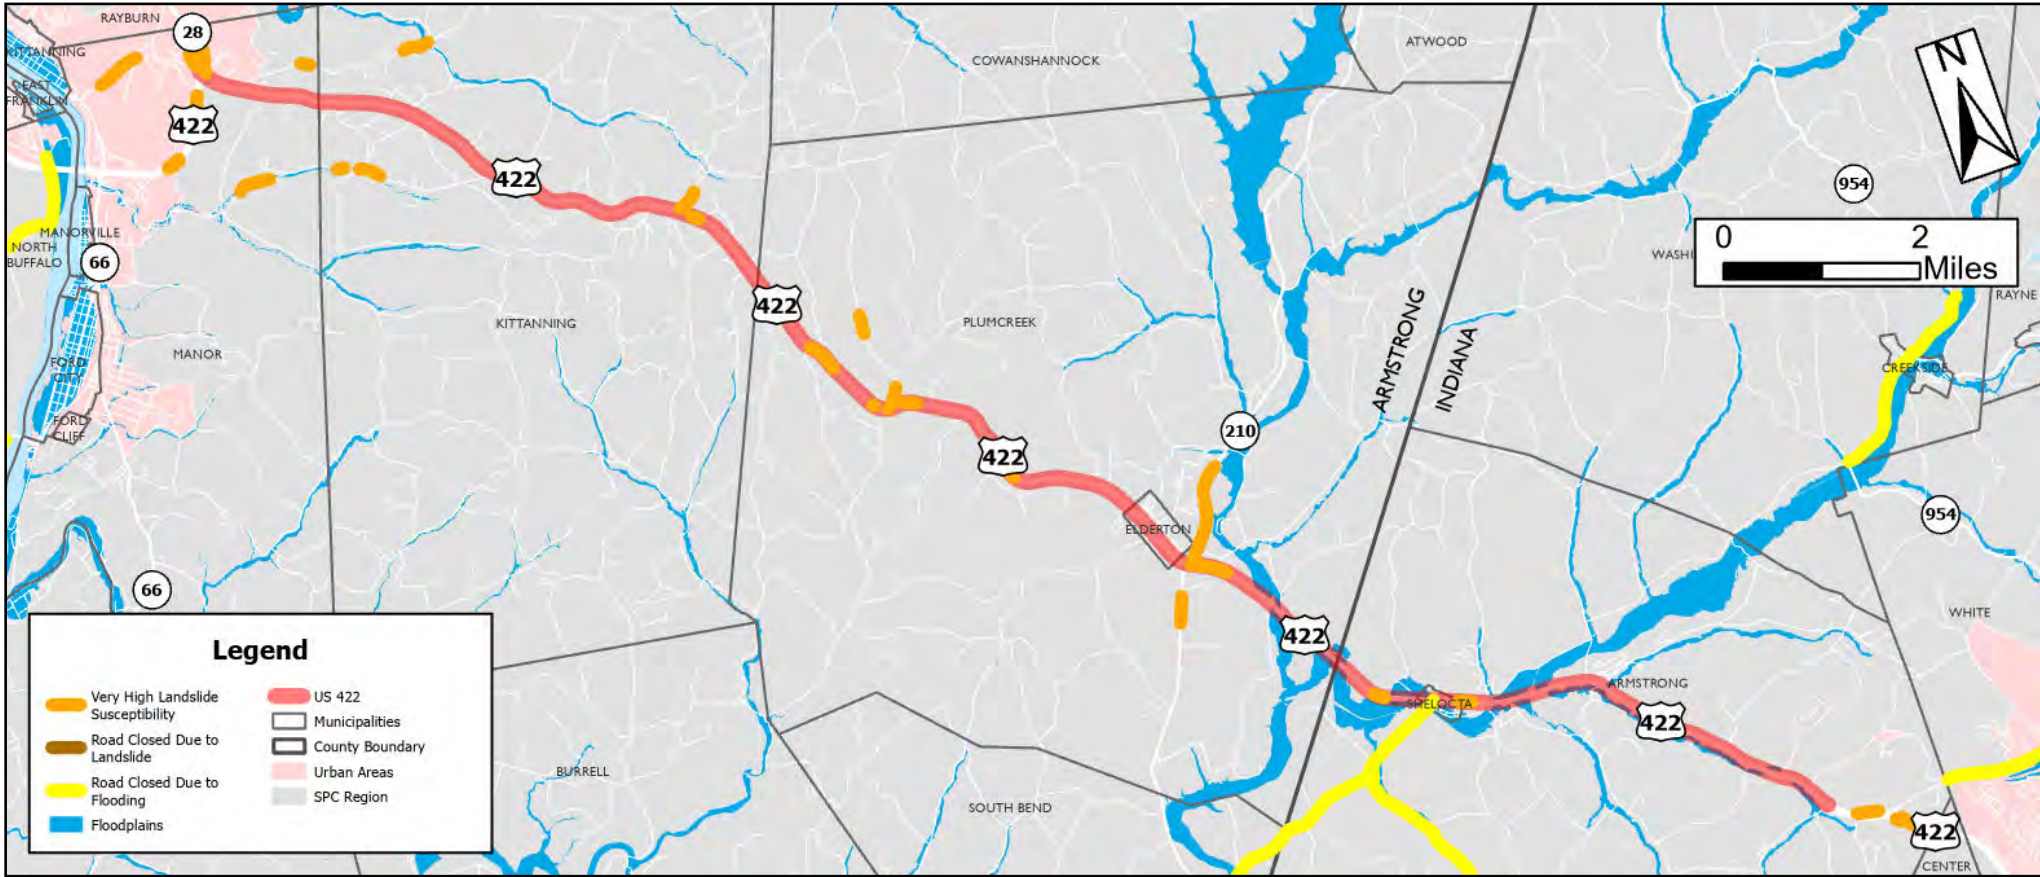 RAYBURN
28
KITTANNING
EAST
FRANKLIN
422
COWANSHANNOCK
ATWOOD
N
954
0 2
Miles
422
MANORVILLE
NORTH
BUFFALO
66
WASHI
RAYNE
422
KITTANNING
PLUMCREEK
ARMSTRONG
INDIANA
MANOR
FORD
CITY
CREEKSIDE
FORD
CLIFF
210
422
954
ELDERTON
66
WHITE
422
ARMSTRONG
SHELOCTA
422
BURRELL
SOUTH BEND
422
CENTER
Legend
Very High Landslide
Susceptibility
Road Closed Due to
Landslide
Road Closed Due to
Flooding
Floodplains
US 422
Municipalities
County Boundary
Urban Areas
SPC Region